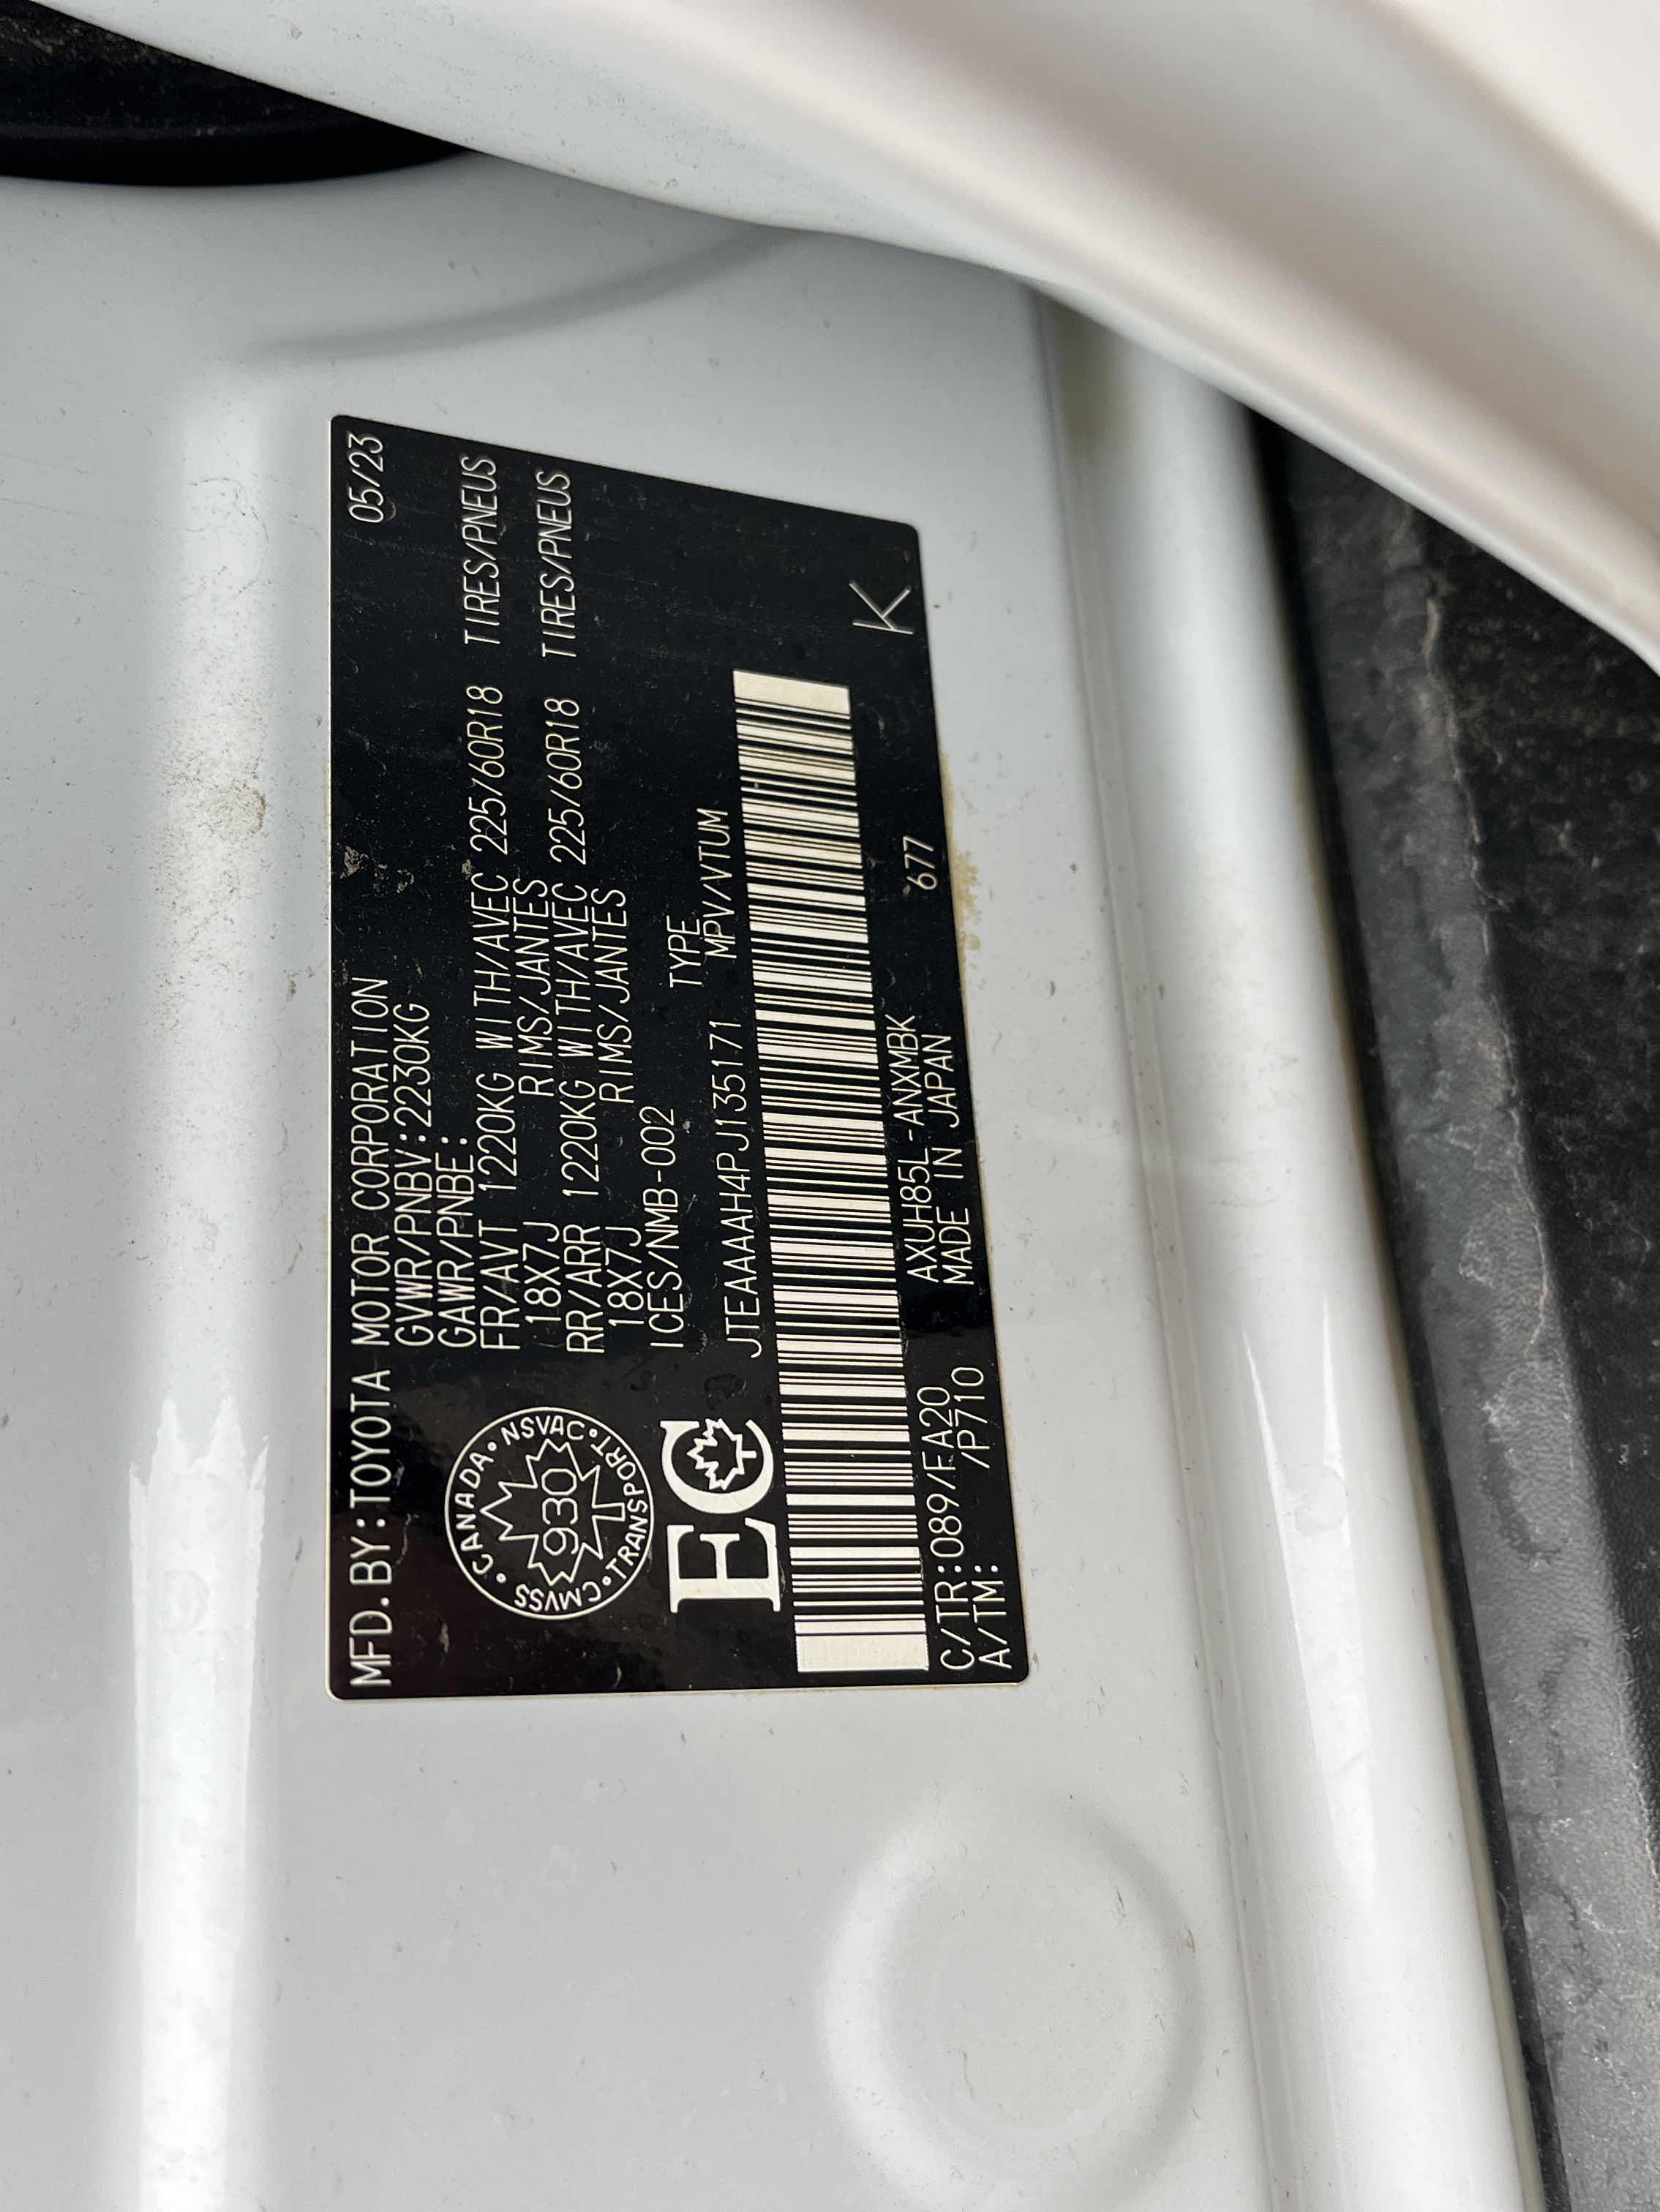 MFD.BY:TOYOTA MOTOR CORPORATION 05/23
GVWR/PNBV:2230KG
GAWR/PNBE:
FR/AVT 1220KG WITH/AVEC 225/60R18 TIRES/PNEUS
18X7J RIMS/JANTES
RR/ARR 1220KG WITH/AVEC 225/60R18 TIRES/PNEUS
18X7J RIMS/JANTES
ICES/NMB-002
CANADA • NSVAC • TRANSPORT • CMVSS •
930
EC
TYPE
JTEAAAAH4PJ135171 MPV/VTUM
C/TR:089/FA20 AXUH85L-ANXMBK 677 K
A/TM: /P710 MADE IN JAPAN